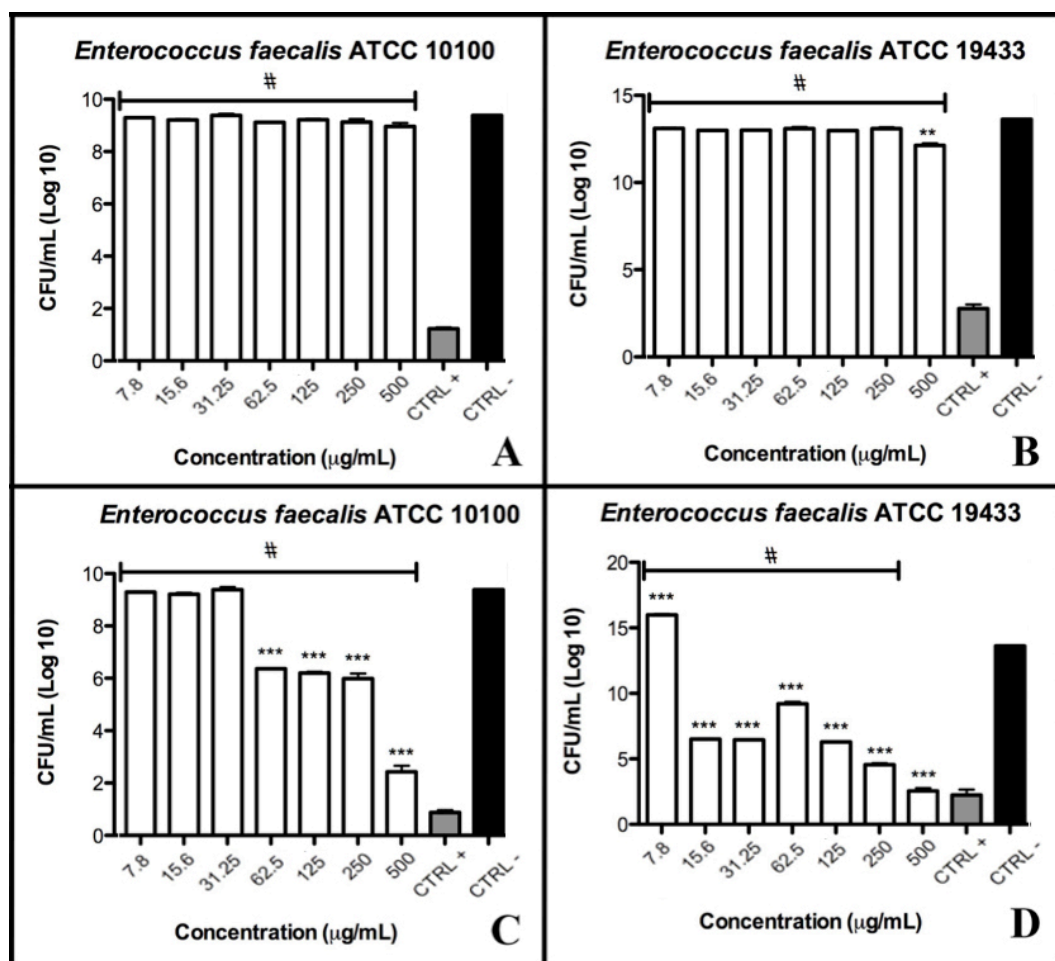 Enterococcus faecalis ATCC 10100
#
10
8
6
4
2
0
CFU/mL (Log 10)
7.8 15.6 31.25 62.5 125 250 500 CTRL+ CTRL-
Concentration (μg/mL)
A
Enterococcus faecalis ATCC 19433
#
15
10
5
0
**
CFU/mL (Log 10)
7.8 15.6 31.25 62.5 125 250 500 CTRL+ CTRL-
Concentration (μg/mL)
B
Enterococcus faecalis ATCC 10100
#
10
8
6
4
2
0
*** *** ***
***
CFU/mL (Log 10)
7.8 15.6 31.25 62.5 125 250 500 CTRL+ CTRL-
Concentration (μg/mL)
C
Enterococcus faecalis ATCC 19433
#
20
15
10
5
0
***
*** *** *** *** *** ***
CFU/mL (Log 10)
7.8 15.6 31.25 62.5 125 250 500 CTRL+ CTRL-
Concentration (μg/mL)
D